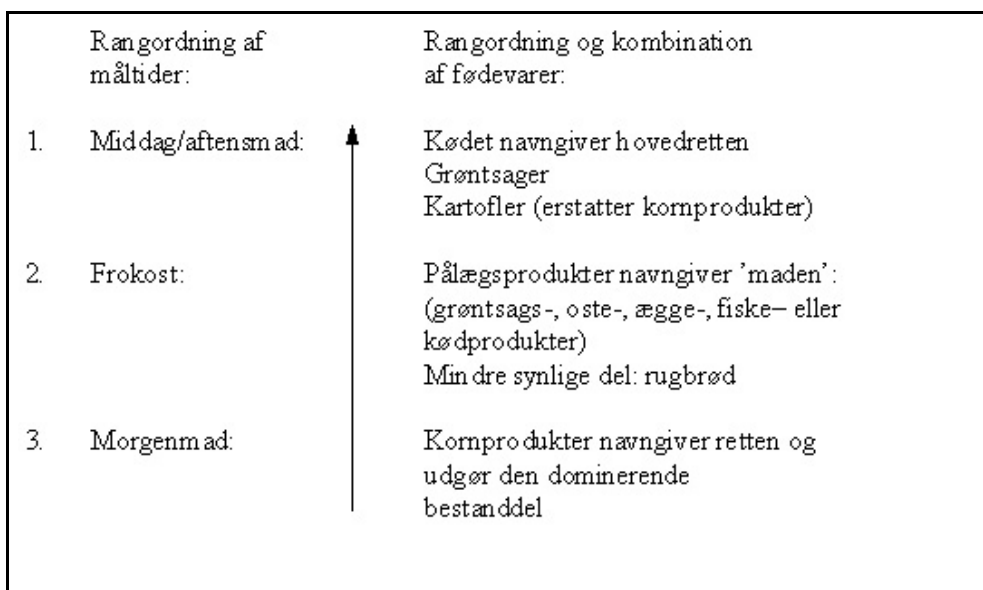 Rangordning af
måltider:
Rangordning og kombination
af fødevarer:
1. Middag/aftensmad:
Kødet navngiver hovedretten
Grøntsager
Kartofler (erstatter kornprodukter)
2. Frokost:
Pålægsprodukter navngiver ’maden’:
(grøntsags-, oste-, ægge-, fiske– eller
kødprodukter)
Mindre synlige del: rugbrød
3. Morgenmad:
Kornprodukter navngiver retten og
udgør den dominerende
bestanddel